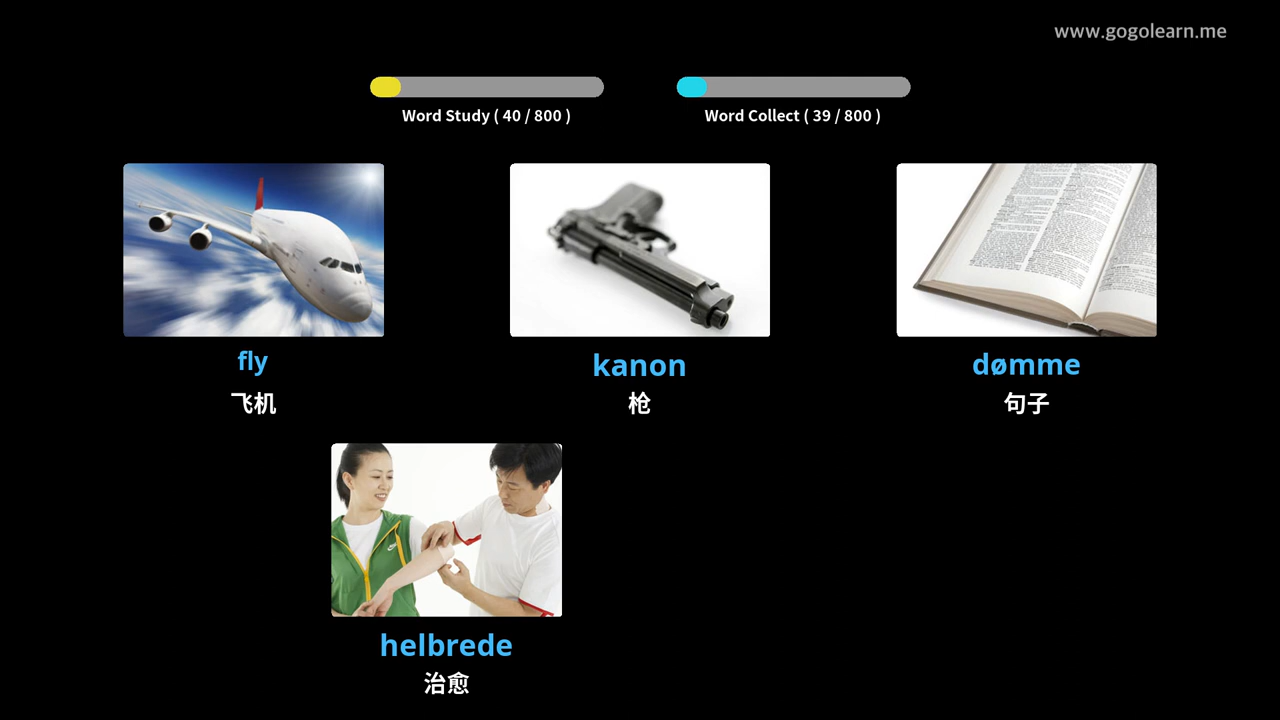 www.gogolearn.me
Word Study ( 40 / 800 )
Word Collect ( 39 / 800 )
fly
飞机
kanon
枪
dømme
句子
helbrede
治愈